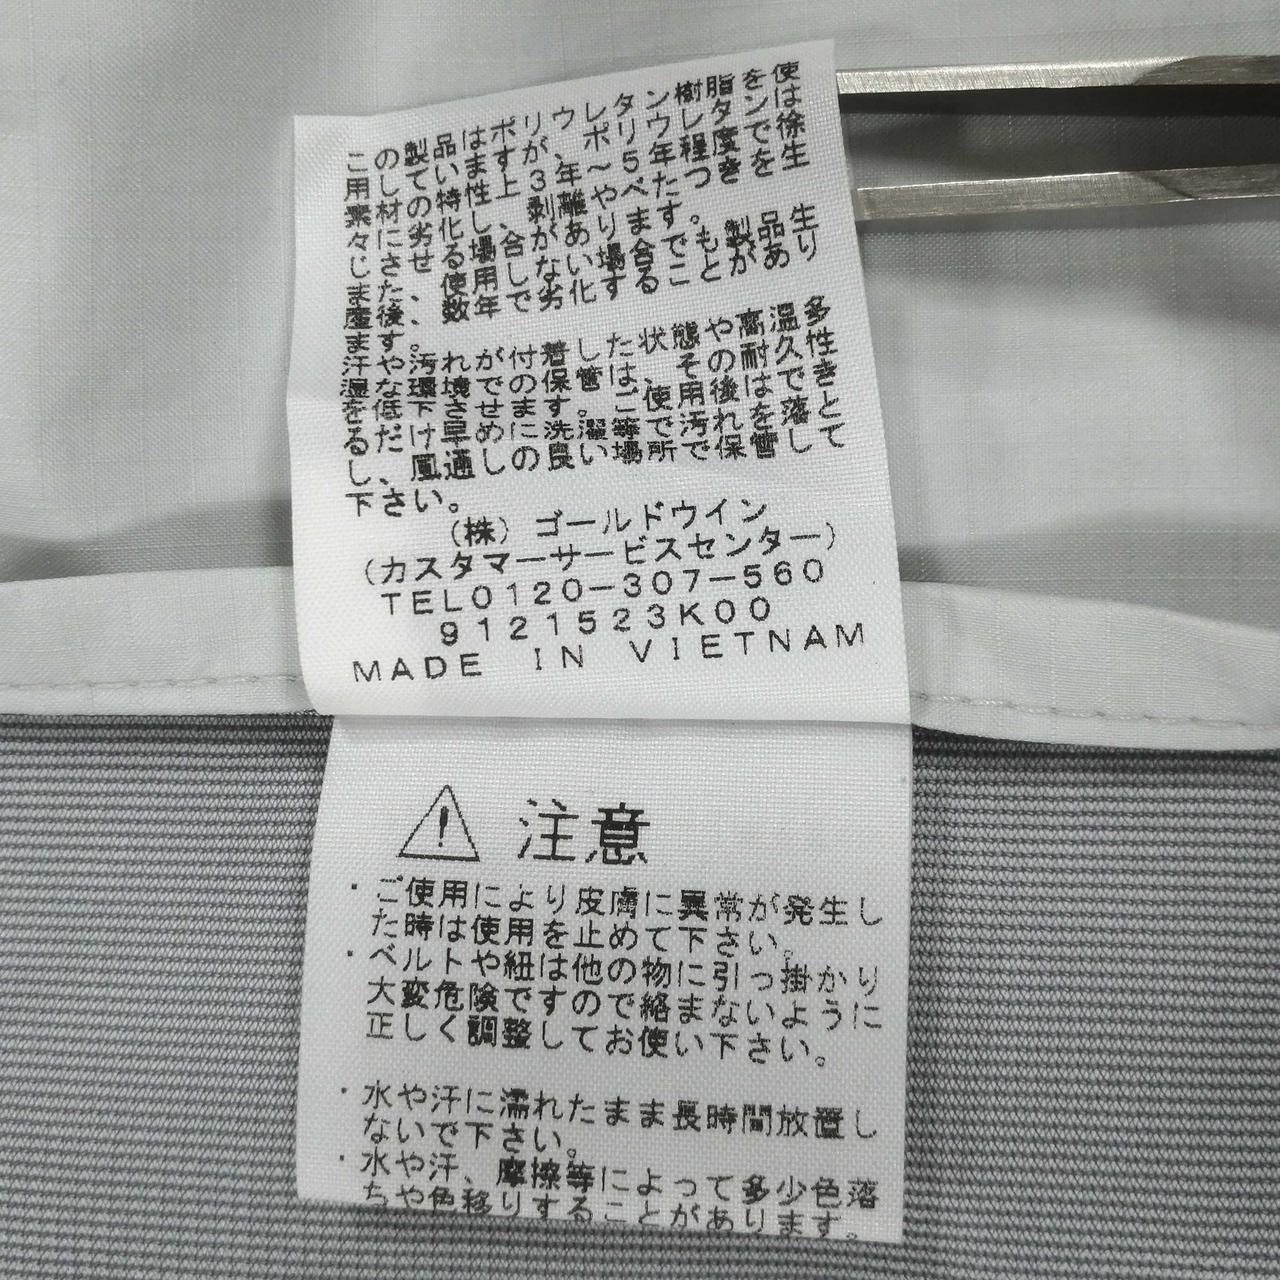 この製品はポリウレタン樹脂を使
用していますが、ポリウレタンは
素材の特性上、3年~5年程度で徐
々に劣化し、剥離やべたつきを生
じさせる場合があります。
また、使用しない場合でも製品生
産後、数年で劣化することがあり
ます。
汗や汚れが付着した状態や高温多
湿な環境での保管は、その耐久性
を低下させます。ご使用後はできる
だけ早めに洗濯等で汚れを落と
し、風通しの良い場所で保管して
下さい。
(株)ゴールドウイン
(カスタマーサービスセンター)
TEL0120-307-560
9121523K00
MADE IN VIETNAM
注意
・ご使用により皮膚に異常が発生し
た時は使用を止めて下さい。
・ベルトや紐は他の物に引っ掛かり
大変危険ですので絡まないように
正しく調整してお使い下さい。
・水や汗に濡れたまま長時間放置し
ないで下さい。
・水や汗、摩擦等によって多少色落
ちや色移りすることがあります。